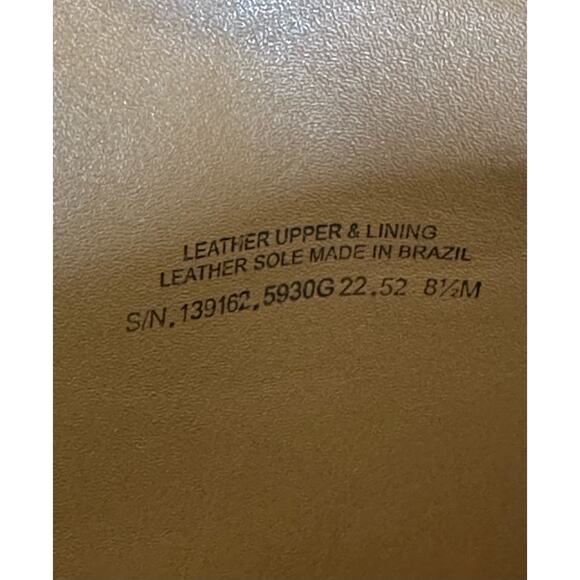 LEATHER UPPER & LINING
LEATHER SOLE MADE IN BRAZIL
S/N.139162.5930G 22.52 8½M